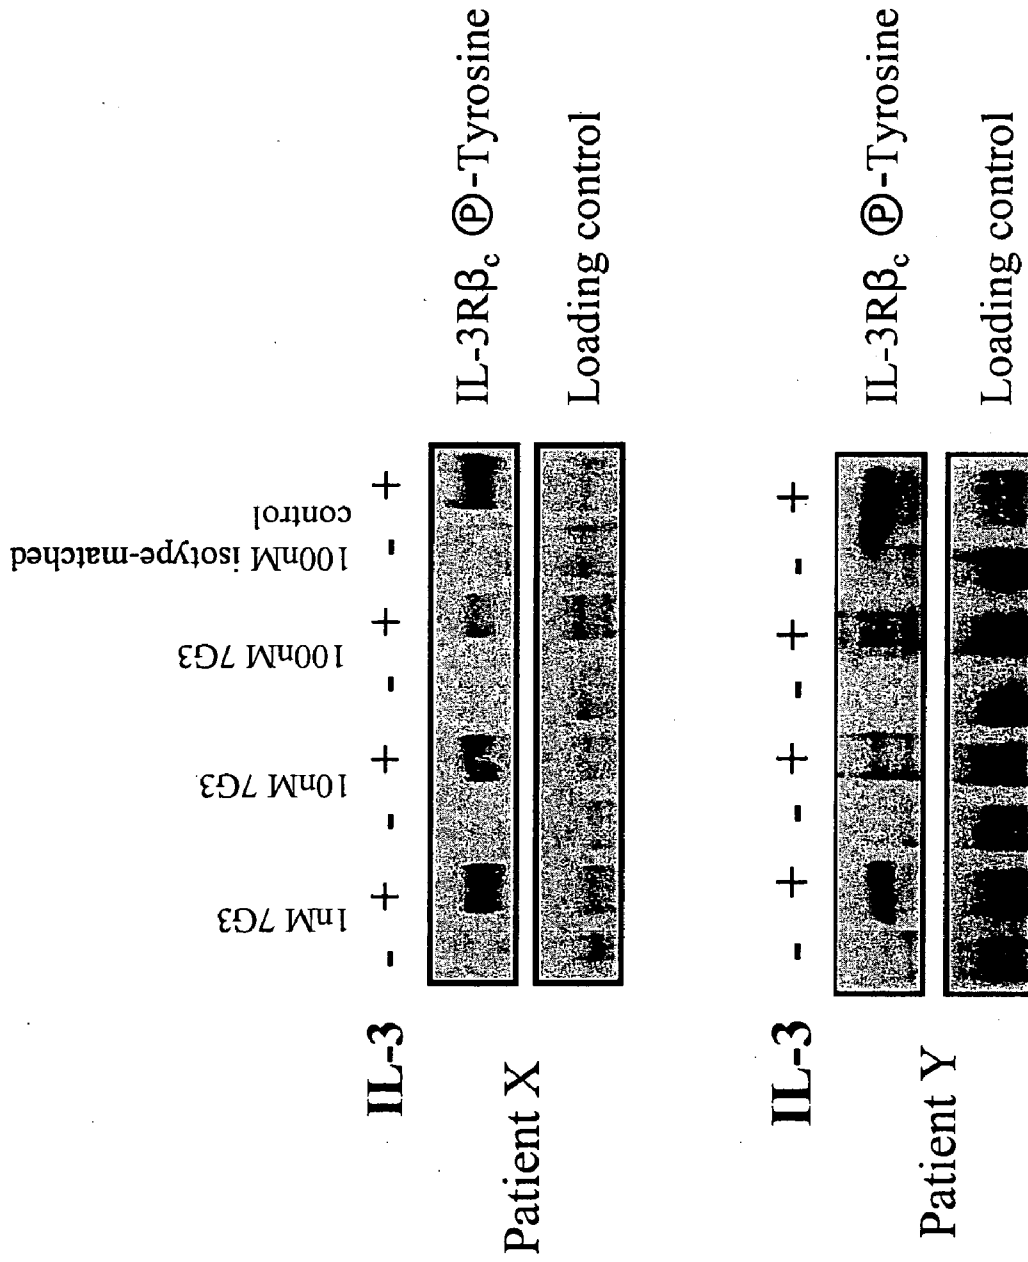 1nM 7G3
10nM 7G3
100nM 7G3
100nM isotype-matched
control
IL-3 - + - + - + - +
Patient X
IL-3Rβc Ⓟ-Tyrosine
Loading control
IL-3 - + - + - + - +
Patient Y
IL-3Rβc Ⓟ-Tyrosine
Loading control